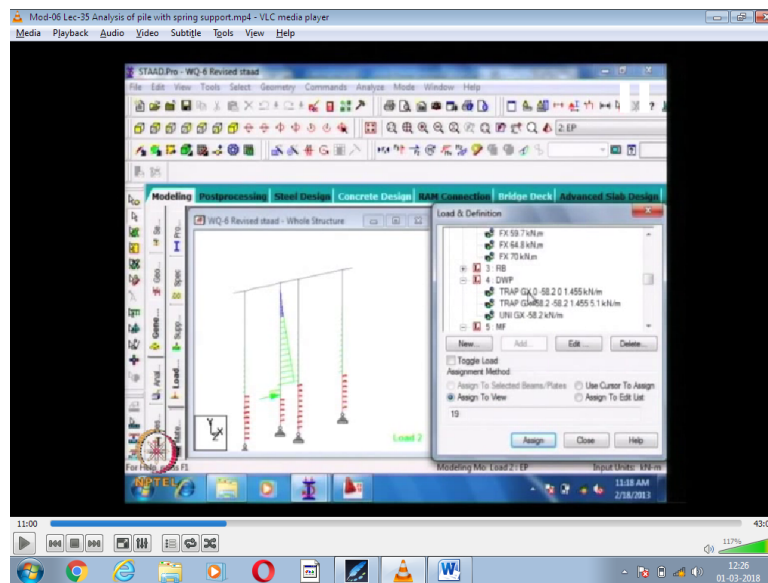 Mod-06 Lec-35 Analysis of pile with spring support.mp4 - VLC media player
Media Playback Audio Video Subtitle Tools View Help
STAAD.Pro - WQ-6 Revised staad
File Edit View Tools Select Geometry Commands Analyze Mode Window Help
2:EP
Modeling Postprocessing Steel Design Concrete Design RAM Connection Bridge Deck Advanced Slab Design
WQ-6 Revised staad - Whole Structure
Load & Definition
FX 59.7 kN,m
FX 64.8 kN,m
FX 70 kN,m
3 : RB
4 : DWP
TRAP GX 0 -58.2 0 1.455 kN/m
TRAP GX -58.2 -58.2 1.455 5.1 kN/m
UNI GX -58.2 kN/m
5 : MF
New... Add... Edit... Delete...
Toggle Load
Assignment Method
Assign To Selected Beams/Plates Use Cursor To Assign
Assign To View Assign To Edit List
19
Assign Close Help
Load 2
For Help, press F1
Modeling Mo Load 2 : EP Input Units: kN-m
NPTEL
11:18 AM
2/18/2013
11:00
117%
12:26
01-03-2018